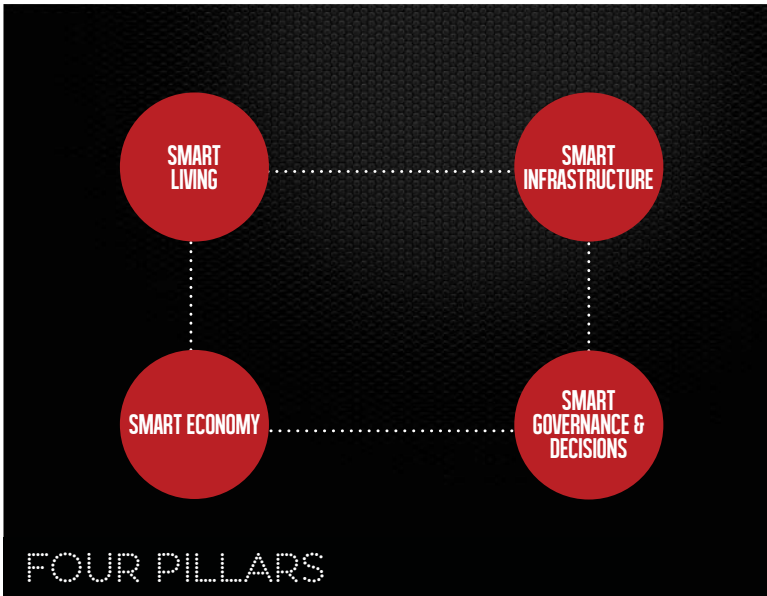 SMART
LIVING
SMART
INFRASTRUCTURE
SMART ECONOMY
SMART
GOVERNANCE &
DECISIONS
FOUR PILLARS